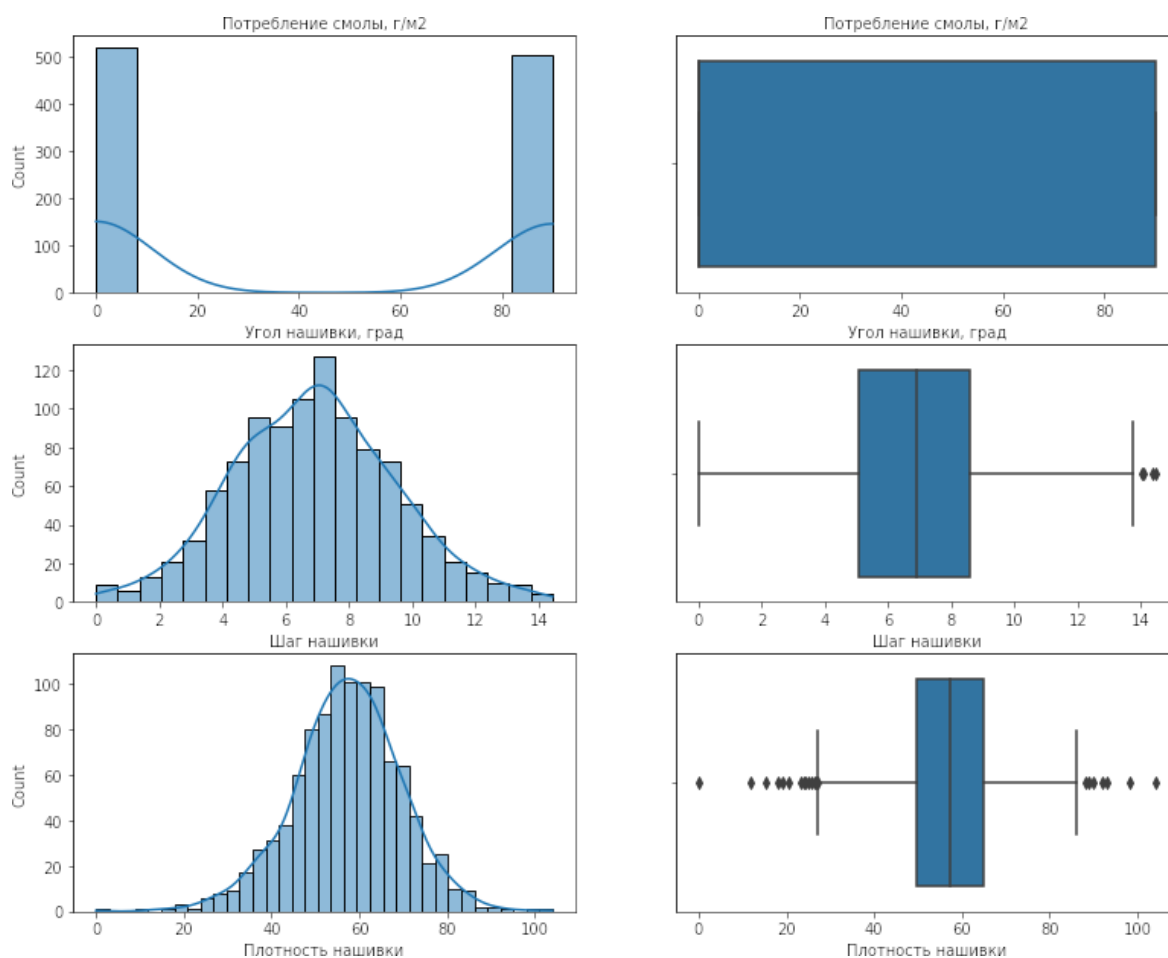 Потребление смолы, г/м2
Потребление смолы, г/м2
500
400
300
200
100
0
Count
0 20 40 60 80
0 20 40 60 80
Угол нашивки, град
Угол нашивки, град
120
100
80
60
40
20
0
Count
0 2 4 6 8 10 12 14
0 2 4 6 8 10 12 14
Шаг нашивки
Шаг нашивки
100
80
60
40
20
0
Count
0 20 40 60 80 100
0 20 40 60 80 100
Плотность нашивки
Плотность нашивки